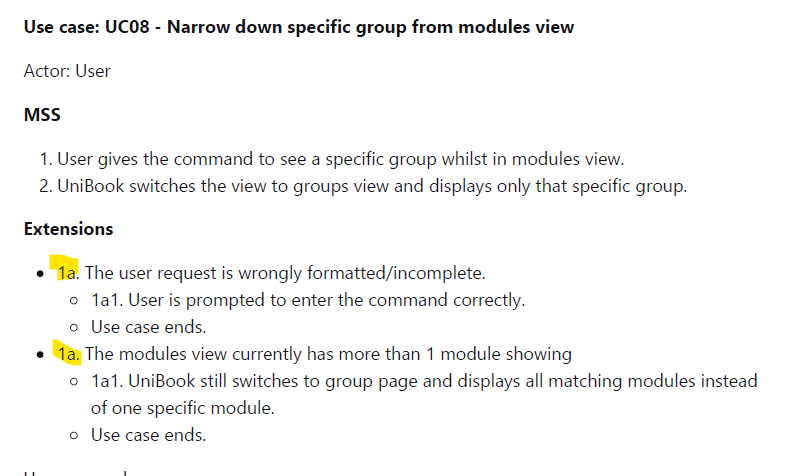 Use case: UC08 - Narrow down specific group from modules view
Actor: User
MSS
1. User gives the command to see a specific group whilst in modules view.
2. UniBook switches the view to groups view and displays only that specific group.
Extensions
• 1a. The user request is wrongly formatted/incomplete.
○ 1a1. User is prompted to enter the command correctly.
○ Use case ends.
• 1a. The modules view currently has more than 1 module showing
○ 1a1. UniBook still switches to group page and displays all matching modules instead
of one specific module.
○ Use case ends.